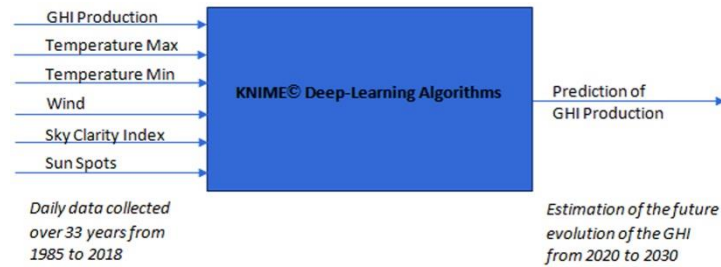 GHI Production
Temperature Max
Temperature Min
Wind
Sky Clarity Index
Sun Spots
KNIME© Deep-Learning Algorithms
Prediction of
GHI Production
Daily data collected
over 33 years from
1985 to 2018
Estimation of the future
evolution of the GHI
from 2020 to 2030